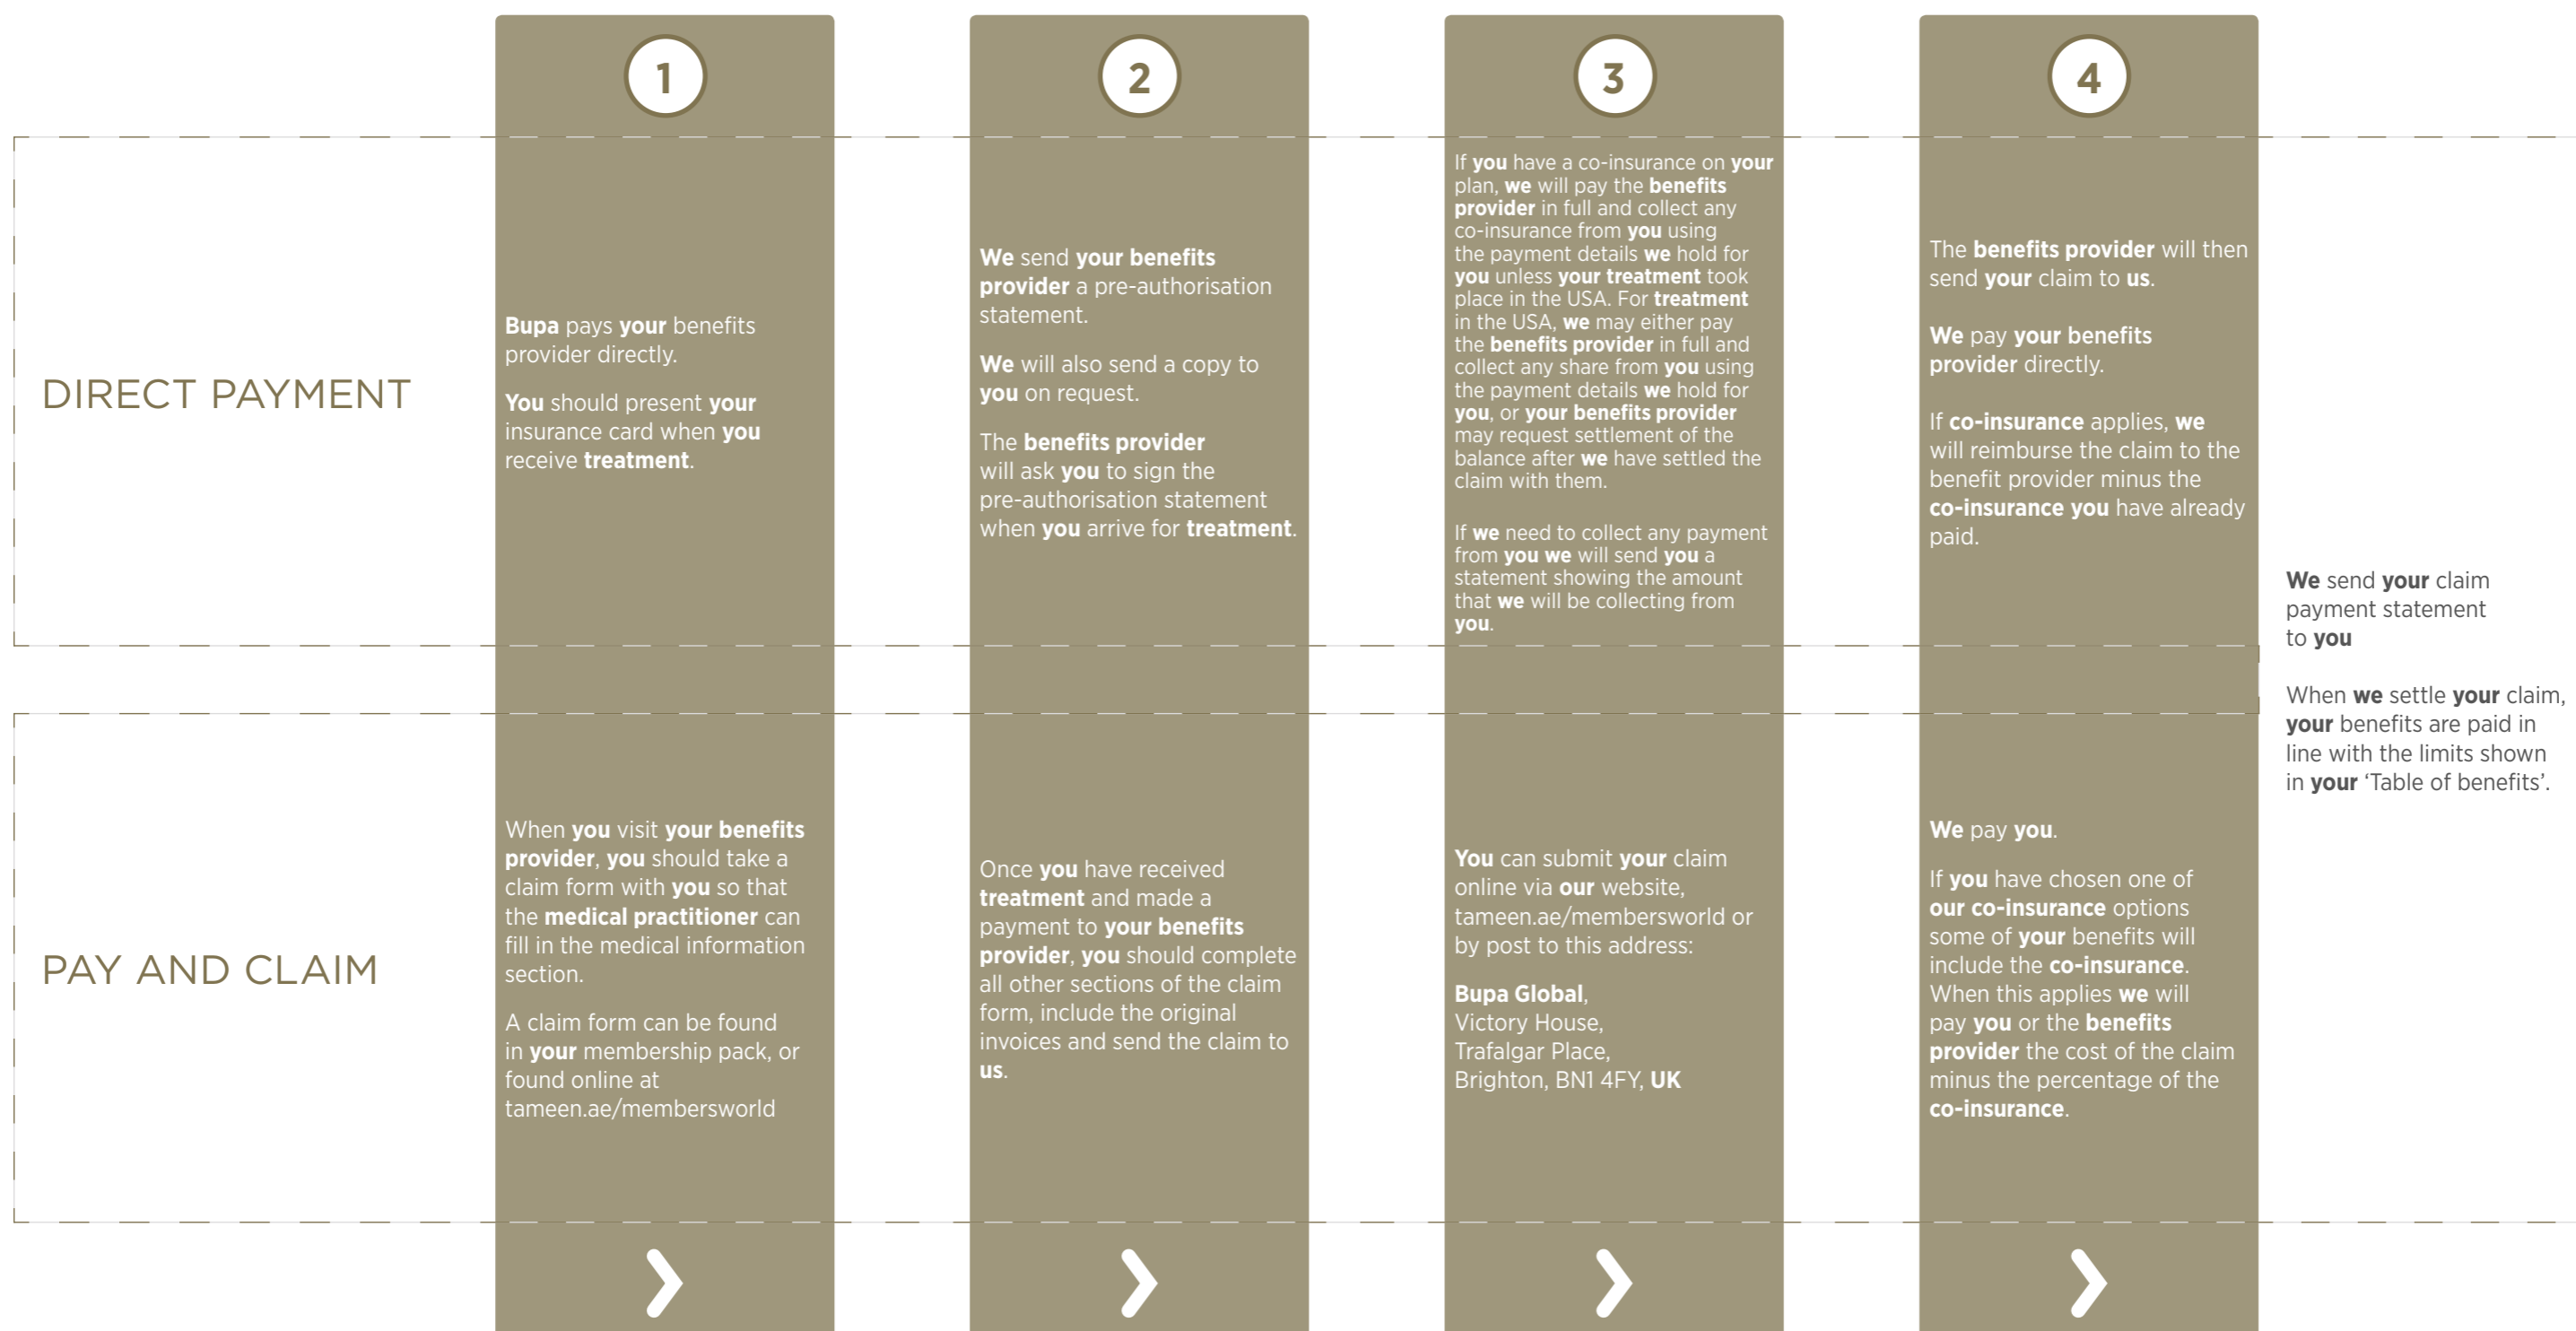 1
2
3
4
DIRECT PAYMENT
Bupa pays your benefits
provider directly.
You should present your
insurance card when you
receive treatment.
We send your benefits
provider a pre-authorisation
statement.
We will also send a copy to
you on request.
The benefits provider
will ask you to sign the
pre-authorisation statement
when you arrive for treatment.
If you have a co-insurance on your
plan, we will pay the benefits
provider in full and collect any
co-insurance from you using
the payment details we hold for
you unless your treatment took
place in the USA. For treatment
in the USA, we may either pay
the benefits provider in full and
collect any share from you using
the payment details we hold for
you, or your benefits provider
may request settlement of the
balance after we have settled the
claim with them.
If we need to collect any payment
from you we will send you a
statement showing the amount
that we will be collecting from
you.
The benefits provider will then
send your claim to us.
We pay your benefits
provider directly.
If co-insurance applies, we
will reimburse the claim to the
benefit provider minus the
co-insurance you have already
paid.
PAY AND CLAIM
When you visit your benefits
provider, you should take a
claim form with you so that
the medical practitioner can
fill in the medical information
section.
A claim form can be found
in your membership pack, or
found online at
tameen.ae/membersworld
Once you have received
treatment and made a
payment to your benefits
provider, you should complete
all other sections of the claim
form, include the original
invoices and send the claim to
us.
You can submit your claim
online via our website,
tameen.ae/membersworld or
by post to this address:
Bupa Global,
Victory House,
Trafalgar Place,
Brighton, BN1 4FY, UK
We pay you.
If you have chosen one of
our co-insurance options
some of your benefits will
include the co-insurance.
When this applies we will
pay you or the benefits
provider the cost of the claim
minus the percentage of the
co-insurance.
We send your claim
payment statement
to you
When we settle your claim,
your benefits are paid in
line with the limits shown
in your ‘Table of benefits’.